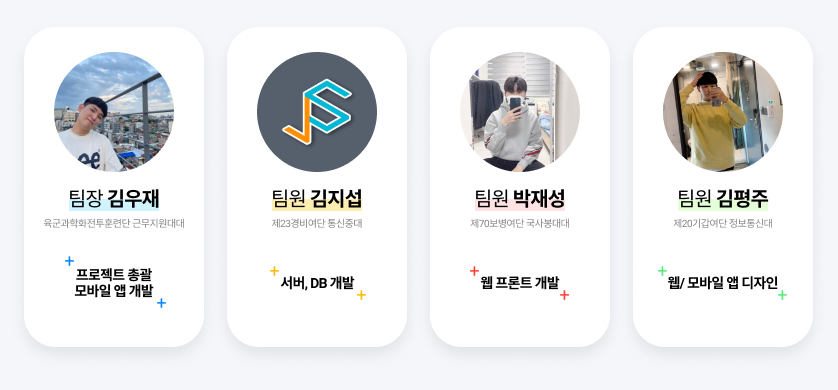 팀장 김우재
육군과학화전투훈련단 근무지원대대
프로젝트 총괄
모바일 앱 개발
팀원 김지섭
제23경비여단 통신중대
서버, DB 개발
팀원 박재성
제70보병여단 국사봉대대
웹 프론트 개발
팀원 김평주
제20기갑여단 정보통신대
웹/ 모바일 앱 디자인